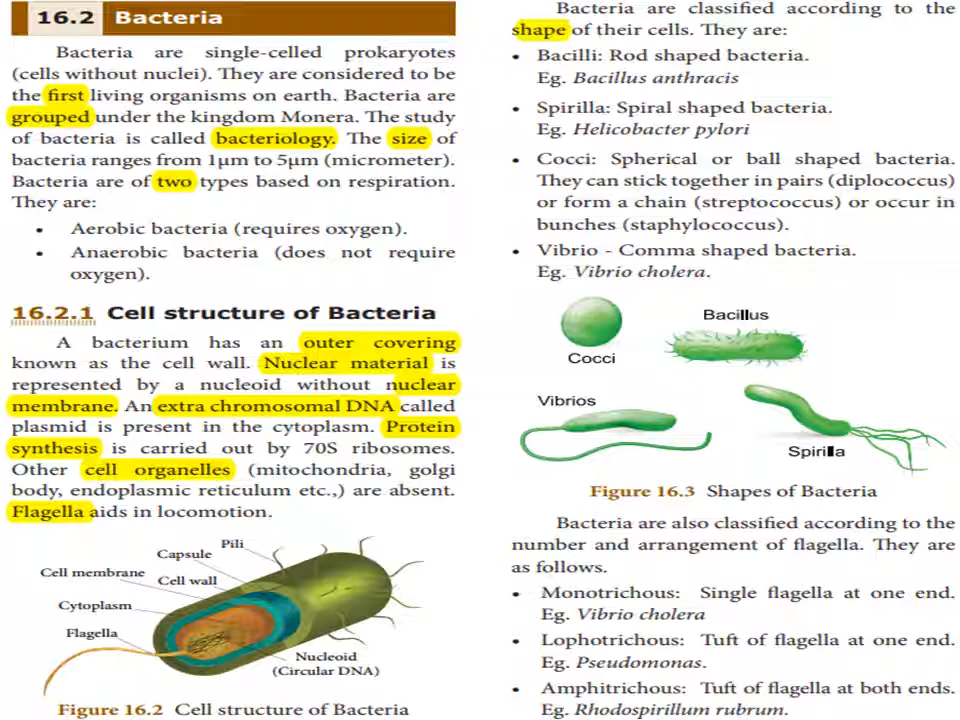 16.2 Bacteria
Bacteria are single-celled prokaryotes
(cells without nuclei). They are considered to be
the first living organisms on earth. Bacteria are
grouped under the kingdom Monera. The study
of bacteria is called bacteriology. The size of
bacteria ranges from 1µm to 5µm (micrometer).
Bacteria are of two types based on respiration.
They are:
• Aerobic bacteria (requires oxygen).
• Anaerobic bacteria (does not require
oxygen).
16.2.1 Cell structure of Bacteria
A bacterium has an outer covering
known as the cell wall. Nuclear material is
represented by a nucleoid without nuclear
membrane. An extra chromosomal DNA called
plasmid is present in the cytoplasm. Protein
synthesis is carried out by 70S ribosomes.
Other cell organelles (mitochondria, golgi
body, endoplasmic reticulum etc.,) are absent.
Flagella aids in locomotion.
Pili
Capsule
Cell membrane
Cell wall
Cytoplasm
Flagella
Nucleoid
(Circular DNA)
Figure 16.2 Cell structure of Bacteria
Bacteria are classified according to the
shape of their cells. They are:
• Bacilli: Rod shaped bacteria.
Eg. Bacillus anthracis
• Spirilla: Spiral shaped bacteria.
Eg. Helicobacter pylori
• Cocci: Spherical or ball shaped bacteria.
They can stick together in pairs (diplococcus)
or form a chain (streptococcus) or occur in
bunches (staphylococcus).
• Vibrio - Comma shaped bacteria.
Eg. Vibrio cholera.
Bacillus
Cocci
Vibrios
Spirilla
Figure 16.3 Shapes of Bacteria
Bacteria are also classified according to the
number and arrangement of flagella. They are
as follows.
• Monotrichous: Single flagella at one end.
Eg. Vibrio cholera
• Lophotrichous: Tuft of flagella at one end.
Eg. Pseudomonas.
• Amphitrichous: Tuft of flagella at both ends.
Eg. Rhodospirillum rubrum.